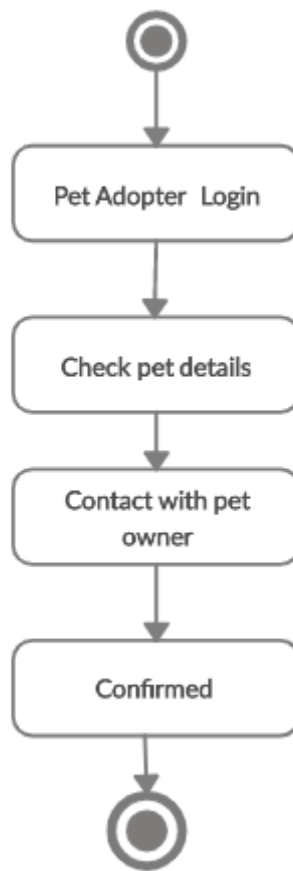 Pet Adopter Login
Check pet details
Contact with pet
owner
Confirmed